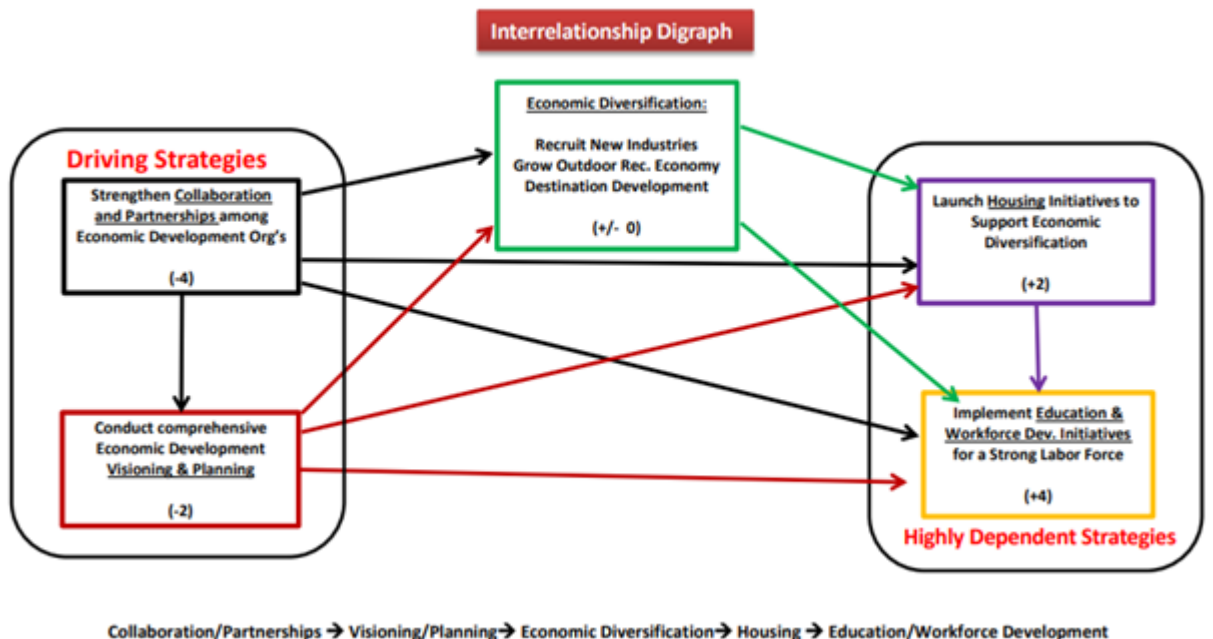 Interrelationship Digraph
Economic Diversification:
Recruit New Industries
Grow Outdoor Rec. Economy
Destination Development
(+/- 0)
Driving Strategies
Strengthen Collaboration
and Partnerships among
Economic Development Org's
(-4)
Launch Housing Initiatives to
Support Economic
Diversification
(+2)
Conduct comprehensive
Economic Development
Visioning & Planning
(-2)
Implement Education &
Workforce Dev. Initiatives
for a Strong Labor Force
(+4)
Highly Dependent Strategies
Collaboration/Partnerships → Visioning/Planning→ Economic Diversification→ Housing → Education/Workforce Development